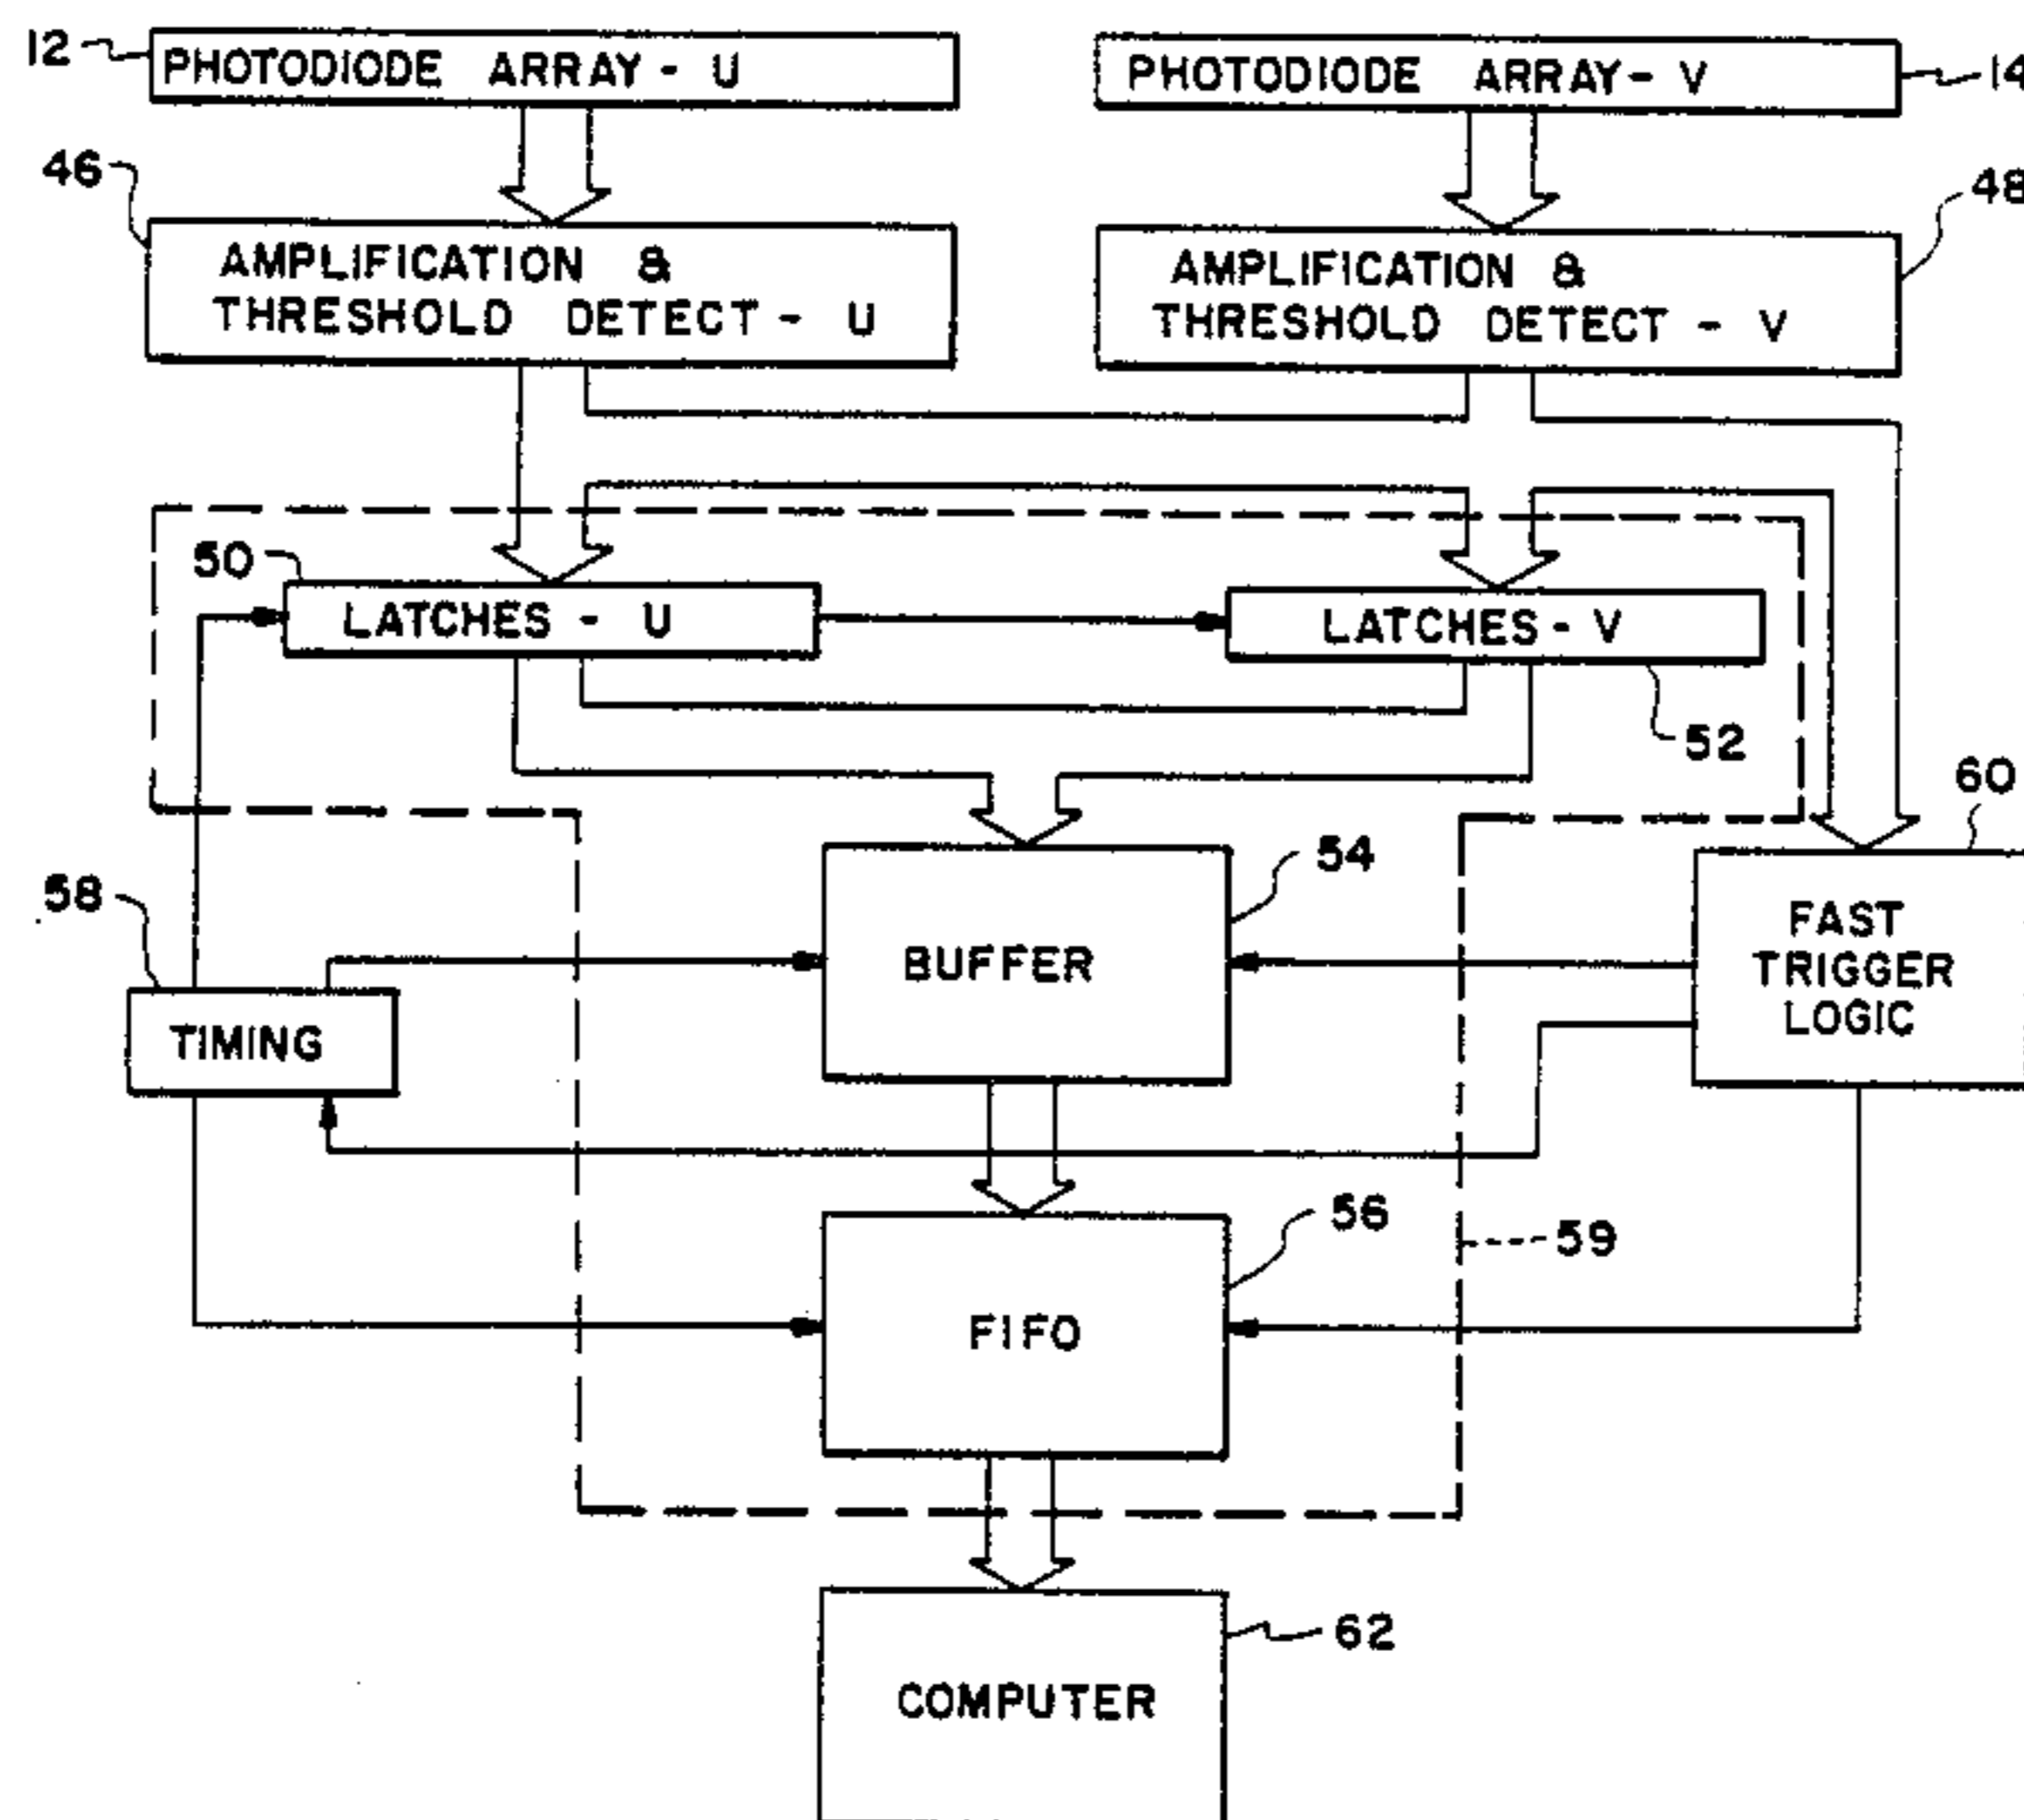 12
PHOTODIODE ARRAY - U
PHOTODIODE ARRAY - V
14
46
AMPLIFICATION &
THRESHOLD DETECT - U
AMPLIFICATION &
THRESHOLD DETECT - V
48
50
LATCHES - U
LATCHES - V
52
60
54
58
BUFFER
FAST
TRIGGER
LOGIC
TIMING
56
59
FIFO
62
COMPUTER